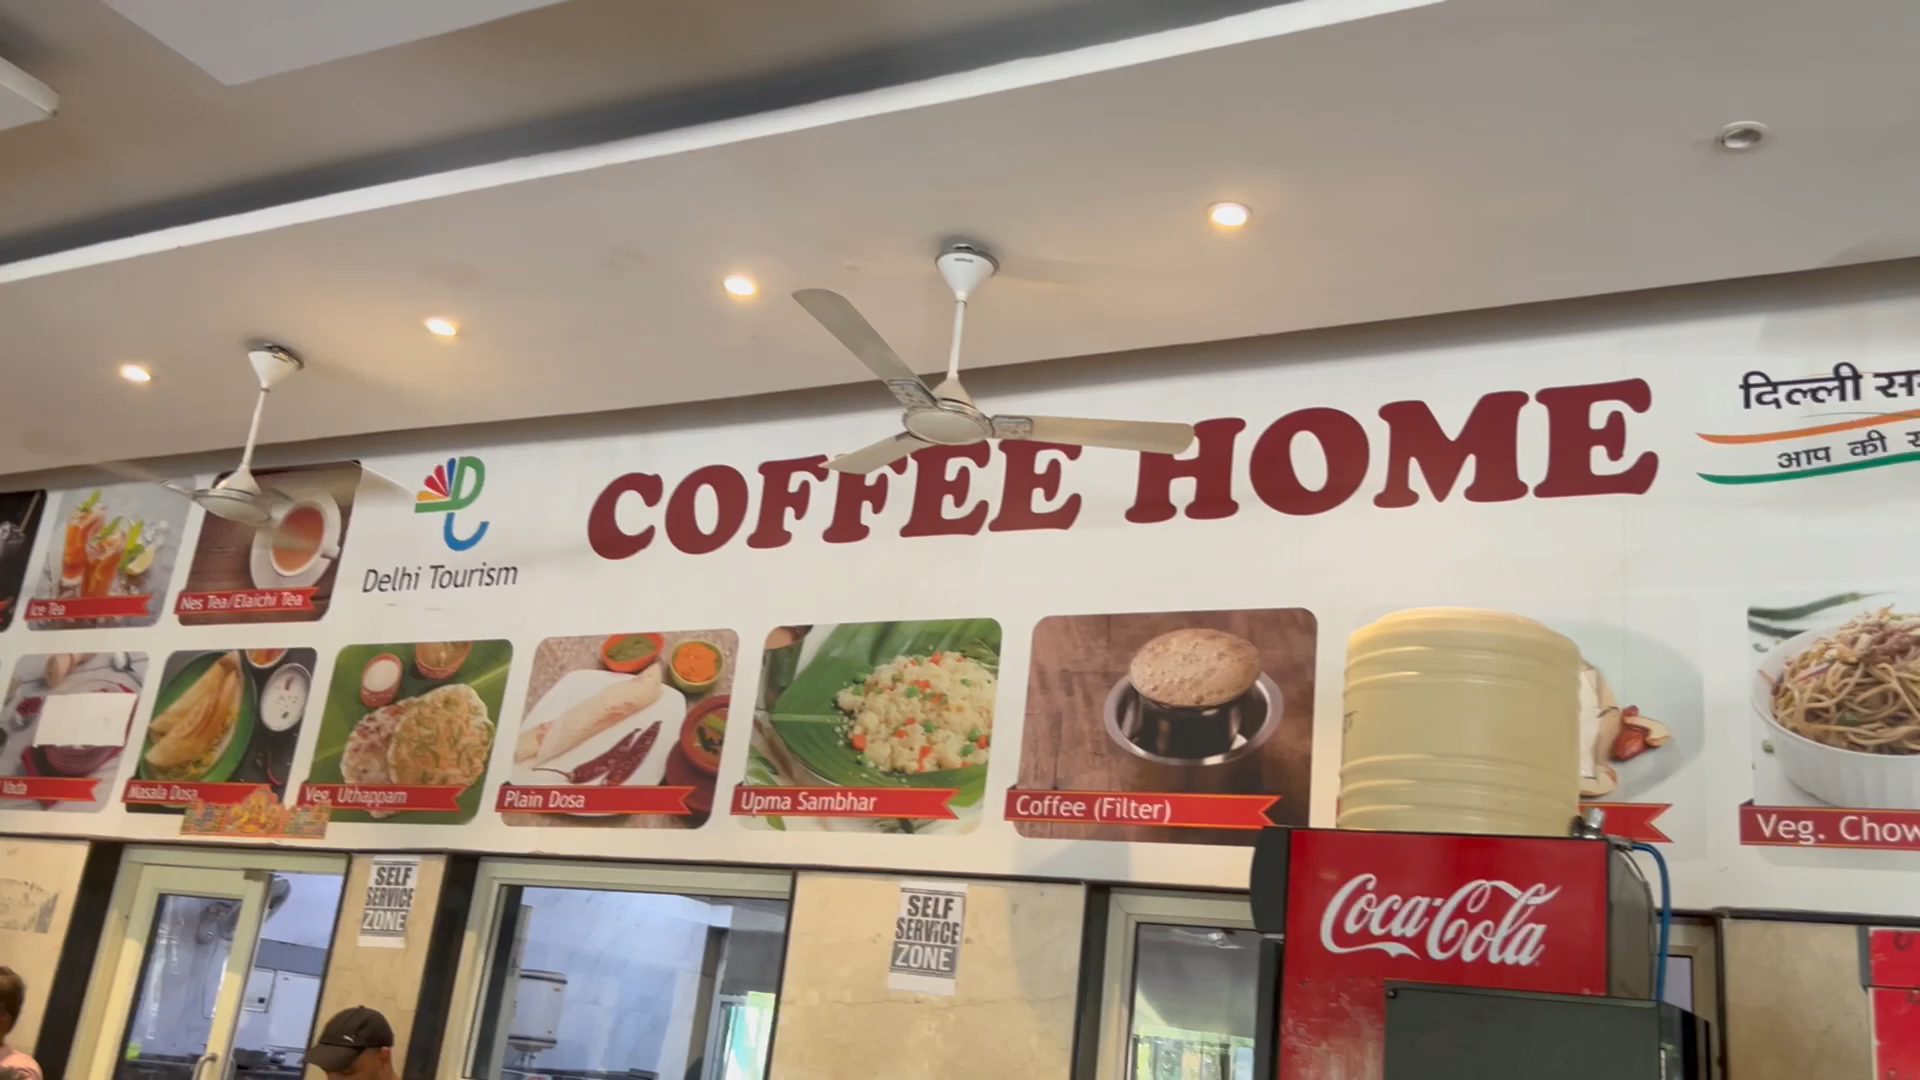 COFFEE HOME
दिल्ली
आप की
Delhi Tourism
Ice Tea
Nes Tea/Elaichi Tea
Vada
Masala Dosa
Veg. Uthappam
Plain Dosa
Upma Sambhar
Coffee (Filter)
Veg. Chow
SELF
SERVICE
ZONE
SELF
SERVICE
ZONE
Coca-Cola